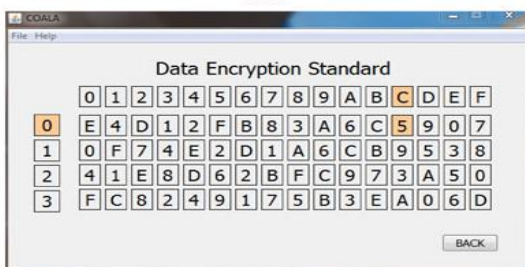 COALA
File Help
Data Encryption Standard
0 1 2 3 4 5 6 7 8 9 A B C D E F
0 E 4 D 1 2 F B 8 3 A 6 C 5 9 0 7
1 0 F 7 4 E 2 D 1 A 6 C B 9 5 3 8
2 4 1 E 8 D 6 2 B F C 9 7 3 A 5 0
3 F C 8 2 4 9 1 7 5 B 3 E A 0 6 D
BACK